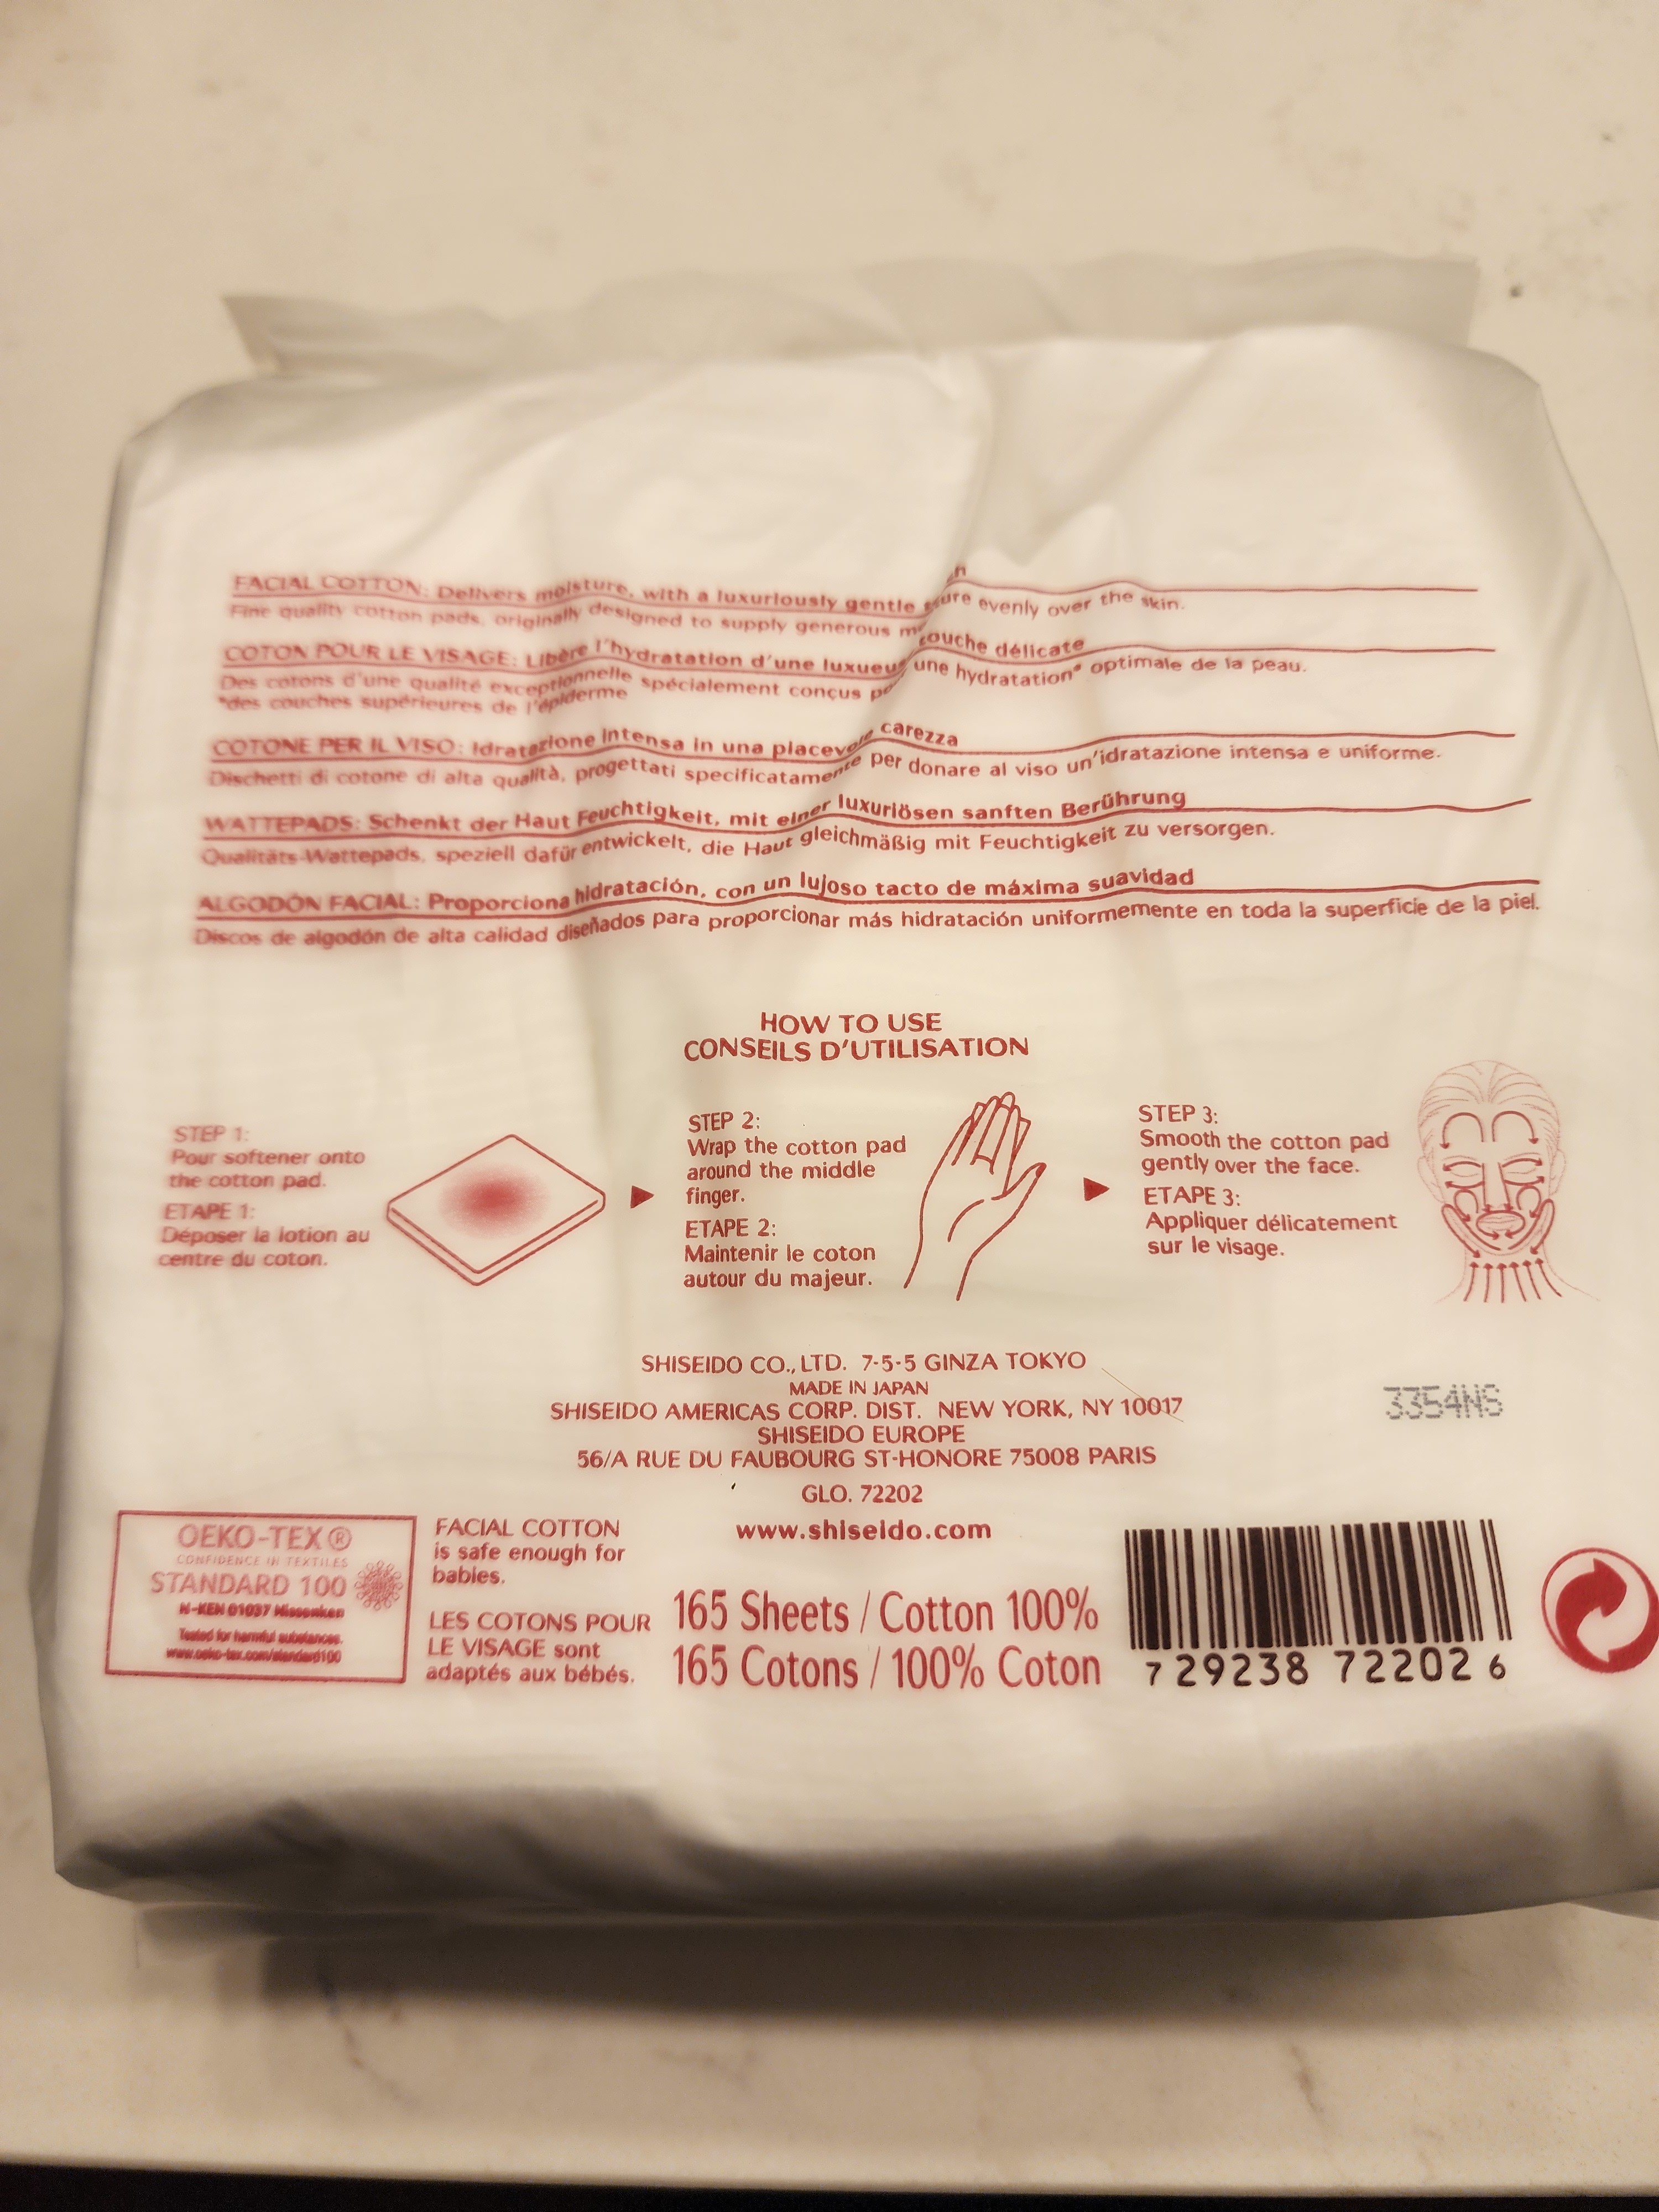 FACIAL COTTON: Delivers moisture, with a luxuriously gentle
Fine quality cotton pads, originally designed to supply generous evenly over the skin.
COTON POUR LE VISAGE: Libère l'hydratation d'une luxueu couche délicate
Des cotons d'une qualité exceptionnelle spécialement conçus une hydratation* optimale de la peau.
*des couches supérieures de l'épiderme
COTONE PER IL VISO: Idratazione intensa in una piacevole carezza
Dischetti di cotone di alta qualità, progettati specificatamente per donare al viso un'idratazione intensa e uniforme.
WATTEPADS: Schenkt der Haut Feuchtigkeit, mit einer luxuriösen sanften Berührung
Qualitäts-Wattepads, speziell dafür entwickelt, die Haut gleichmäßig mit Feuchtigkeit zu versorgen.
ALGODÓN FACIAL: Proporciona hidratación, con un lujoso tacto de máxima suavidad
Discos de algodón de alta calidad diseñados para proporcionar más hidratación uniformemente en toda la superficie de la piel.
HOW TO USE
CONSEILS D'UTILISATION
STEP 1:
Pour softener onto
the cotton pad.
ETAPE 1:
Déposer la lotion au
centre du coton.
STEP 2:
Wrap the cotton pad
around the middle
finger.
ETAPE 2:
Maintenir le coton
autour du majeur.
STEP 3:
Smooth the cotton pad
gently over the face.
ETAPE 3:
Appliquer délicatement
sur le visage.
SHISEIDO CO., LTD. 7-5-5 GINZA TOKYO
MADE IN JAPAN
SHISEIDO AMERICAS CORP. DIST. NEW YORK, NY 10017
SHISEIDO EUROPE
56/A RUE DU FAUBOURG ST-HONORE 75008 PARIS
GLO. 72202
www.shiseido.com
3354NS
OEKO-TEX®
CONFIDENCE IN TEXTILES
STANDARD 100
N-KEN 01037 Nissenken
Tested for harmful substances.
www.oeko-tex.com/standard100
FACIAL COTTON
is safe enough for
babies.
LES COTONS POUR
LE VISAGE sont
adaptés aux bébés.
165 Sheets / Cotton 100%
165 Cotons / 100% Coton
7 29238 72202 6